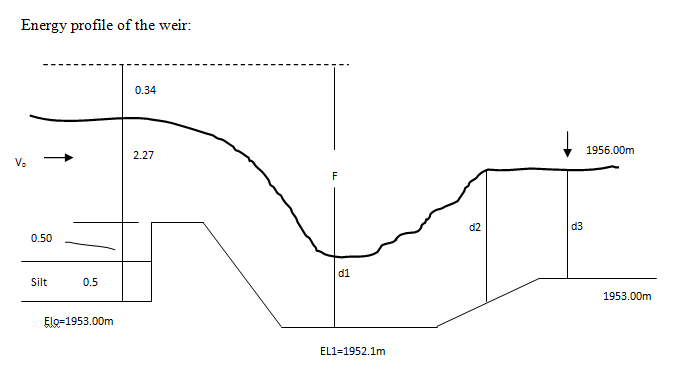 Energy profile of the weir:
0.34
1956.00m
2.27
Vo
F
d2
d3
0.50
d1
Silt 0.5
1953.00m
Elo=1953.00m
EL1=1952.1m